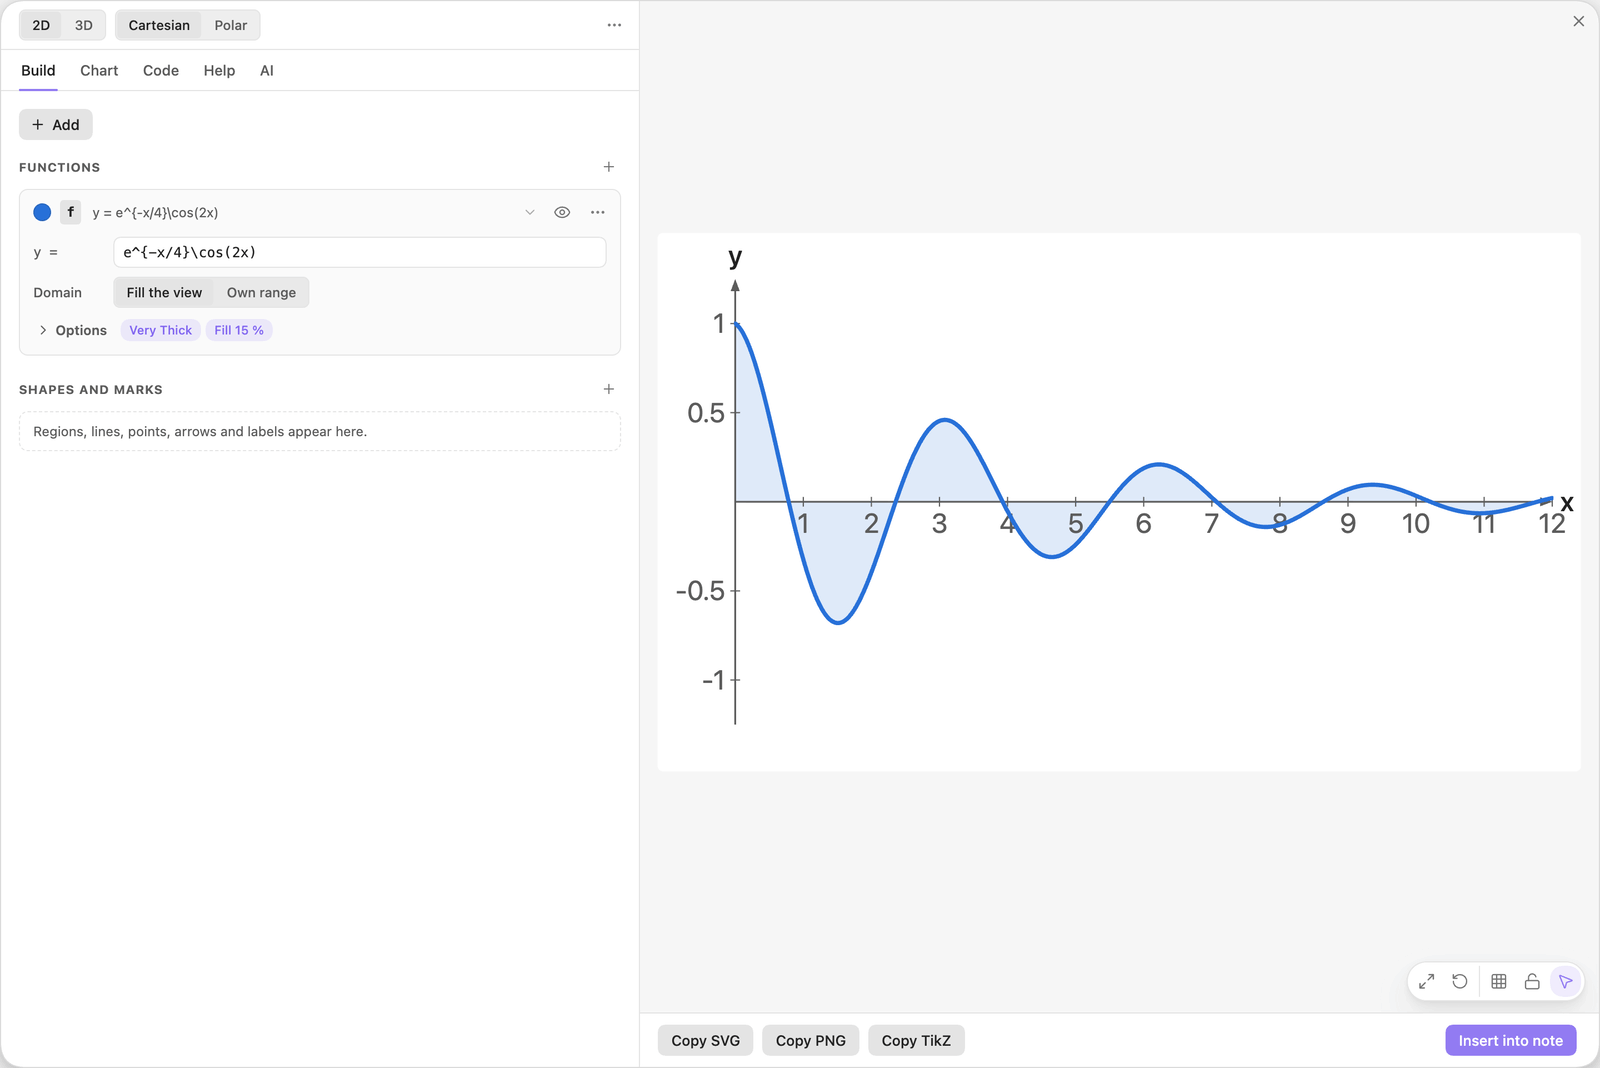 2D 3D Cartesian Polar
Build Chart Code Help AI
+ Add
FUNCTIONS
f y = e^{-x/4}\cos(2x)
y = e^{-x/4}\cos(2x)
Domain Fill the view Own range
Options Very Thick Fill 15 %
SHAPES AND MARKS
Regions, lines, points, arrows and labels appear here.
y
1
0.5
-0.5
-1
1 2 3 4 5 6 7 8 9 10 11 12
x
Copy SVG Copy PNG Copy TikZ
Insert into note